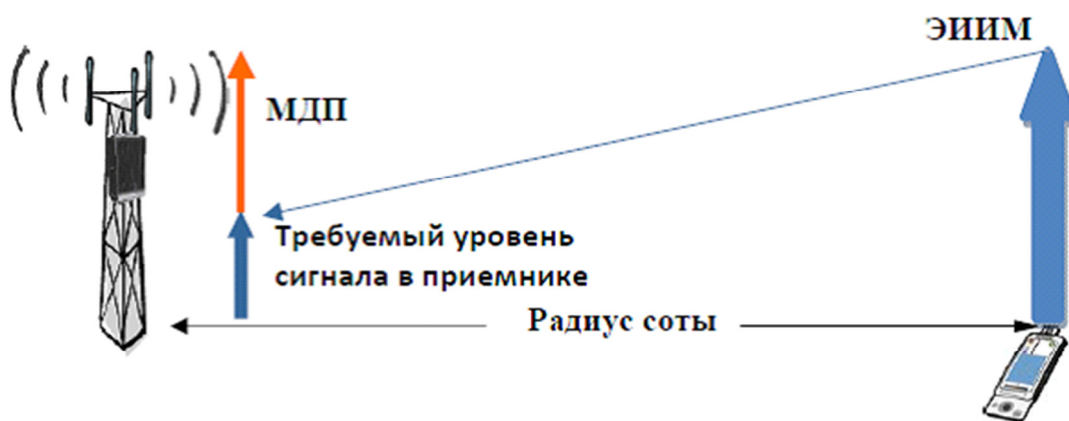 ЭИИМ
МДП
Требуемый уровень
сигнала в приемнике
Радиус соты